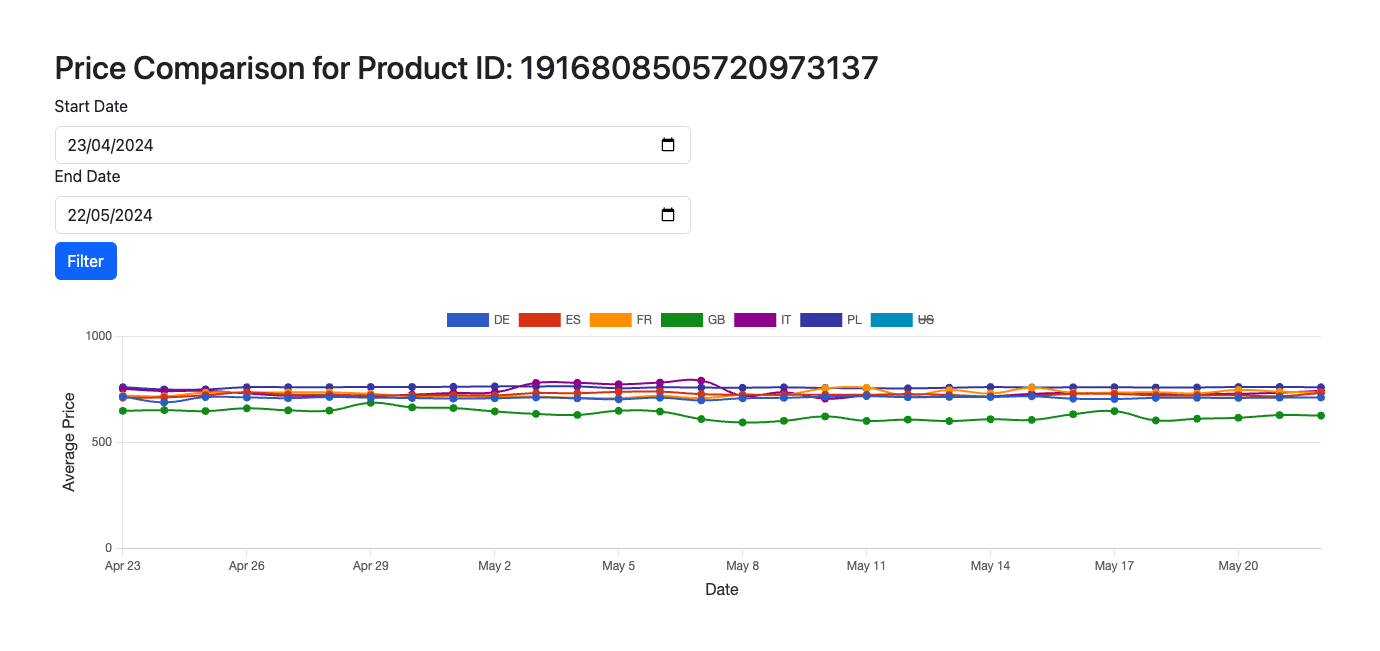 Price Comparison for Product ID: 1916808505720973137
Start Date
23/04/2024
End Date
22/05/2024
Filter
DE ES FR GB IT PL US
1000
500
0
Average Price
Apr 23 Apr 26 Apr 29 May 2 May 5 May 8 May 11 May 14 May 17 May 20
Date